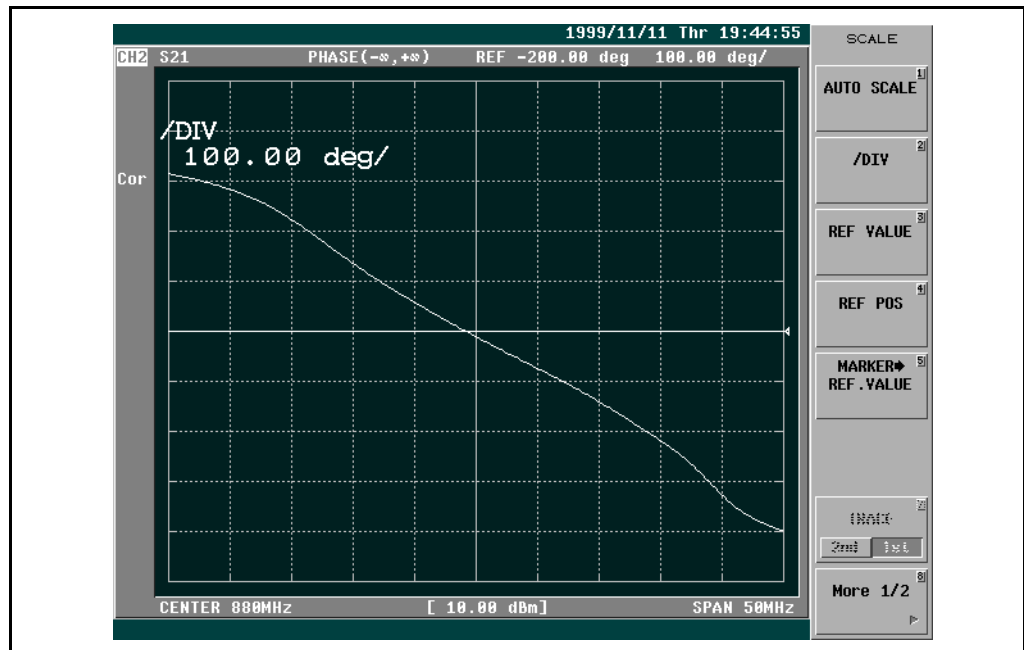 1999/11/11 Thr 19:44:55
CH2 S21 PHASE(-∞,+∞) REF -200.00 deg 100.00 deg/
/DIV
100.00 deg/
Cor
CENTER 880MHz [ 10.00 dBm] SPAN 50MHz
SCALE
1
AUTO SCALE
2
/DIV
3
REF VALUE
4
REF POS
5
MARKER➧
REF.VALUE
2nd 1st
8
More 1/2